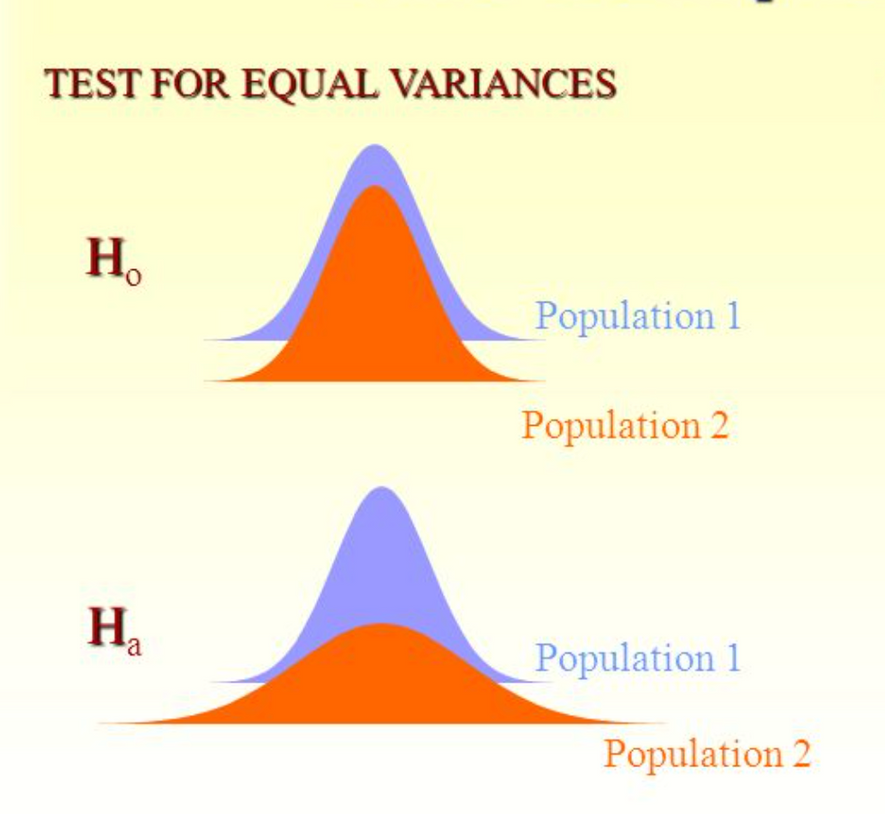 TEST FOR EQUAL VARIANCES
Ho
Population 1
Population 2
Ha
Population 1
Population 2